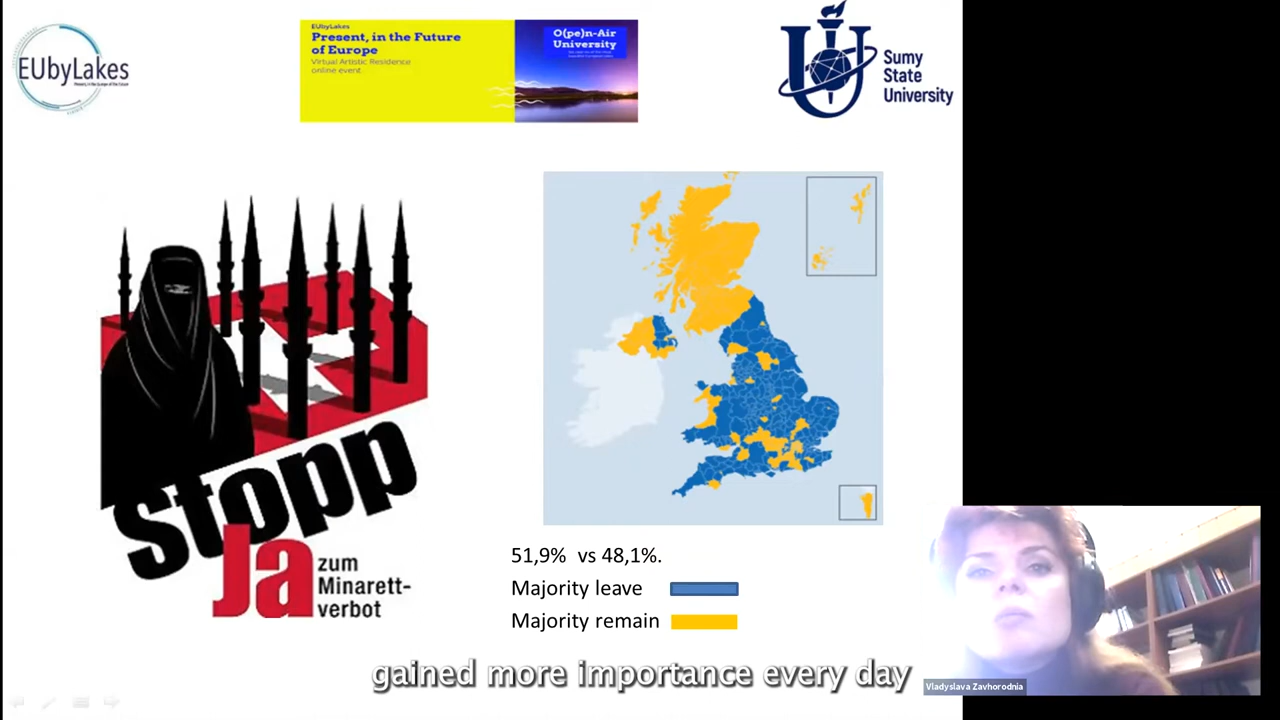 EUbyLakes
EUbyLakes
Present, in the Future
of Europe
Virtual Artistic Residence
online event
O(pe)n-Air
University
Sumy
State
University
Stopp
Ja
zum
Minarett-
verbot
51,9% vs 48,1%.
Majority leave
Majority remain
gained more importance every day
Vladyslava Zavhorodnia